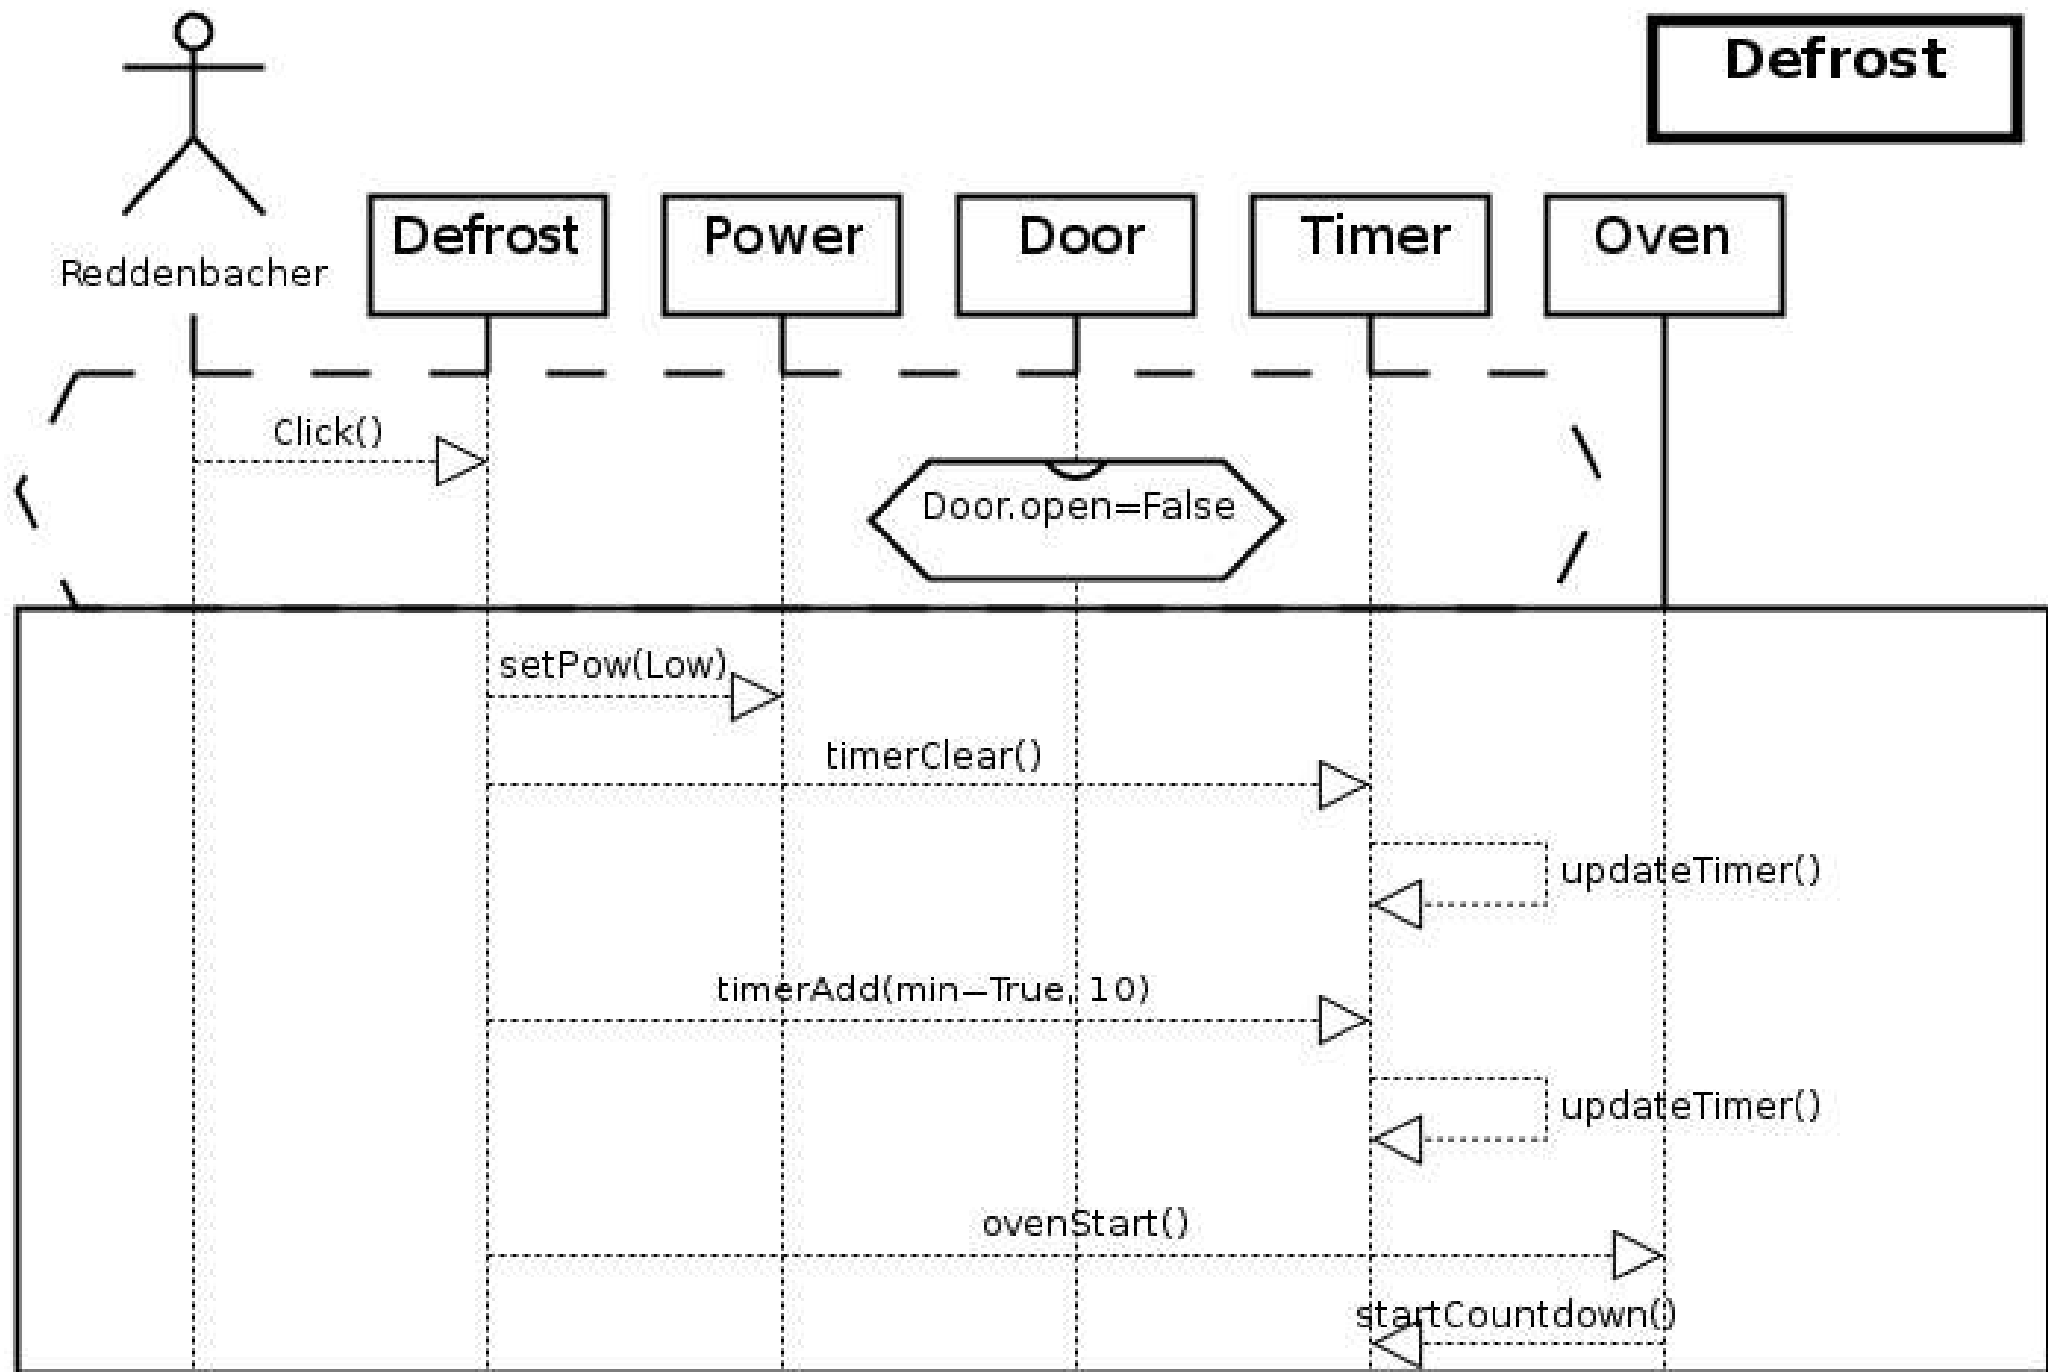 Defrost
Reddenbacher
Defrost
Power
Door
Timer
Oven
Click()
Door.open=False
setPow(Low)
timerClear()
updateTimer()
timerAdd(min=True, 10)
updateTimer()
ovenStart()
startCountdown()